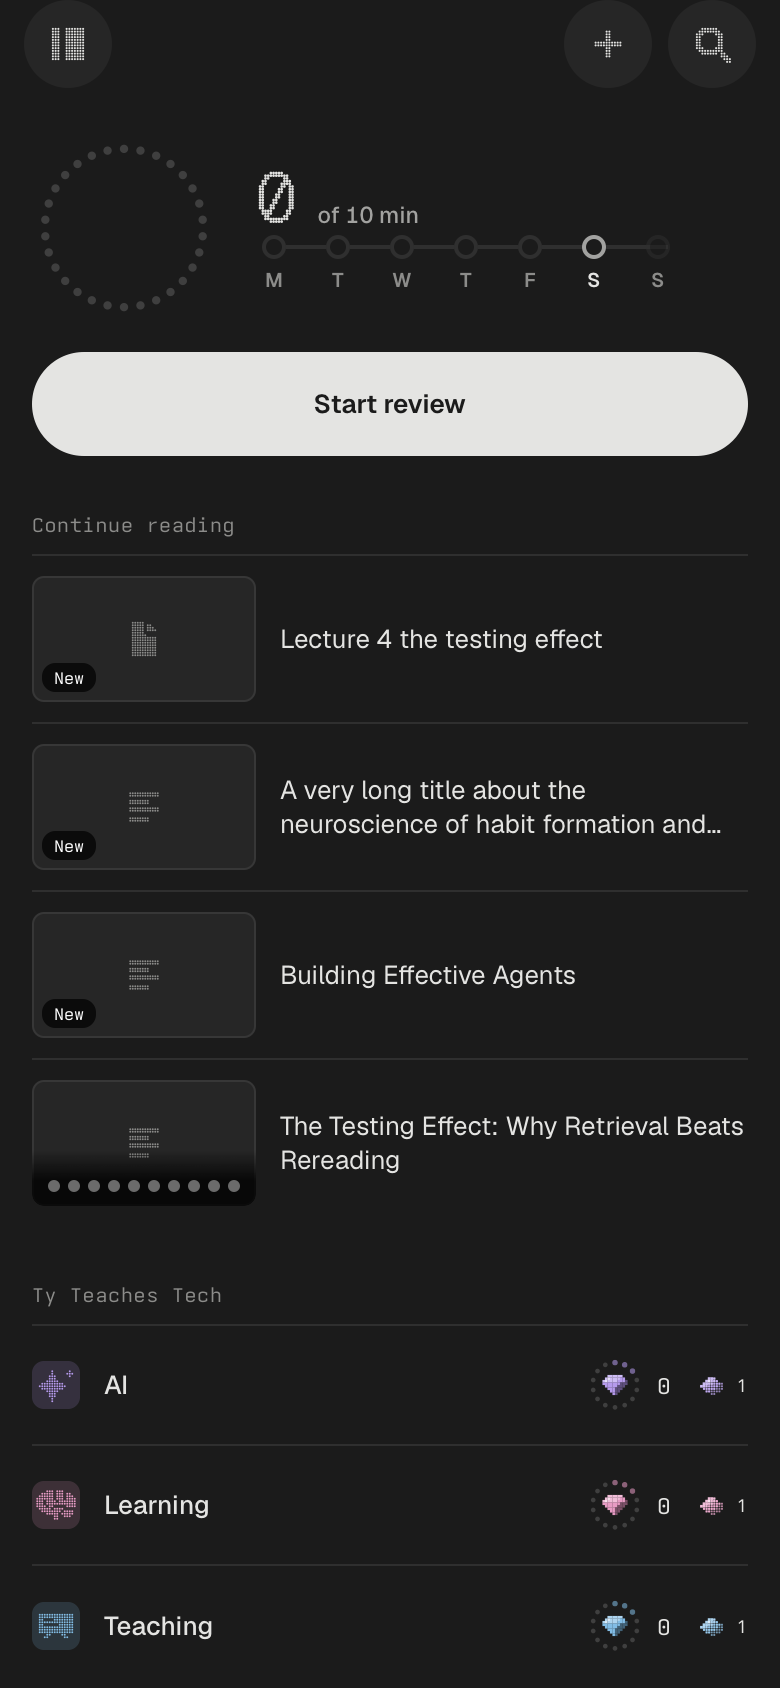 0 of 10 min
M T W T F S S
Start review
Continue reading
New
Lecture 4 the testing effect
New
A very long title about the
neuroscience of habit formation and…
New
Building Effective Agents
The Testing Effect: Why Retrieval Beats
Rereading
Ty Teaches Tech
AI 0 1
Learning 0 1
Teaching 0 1